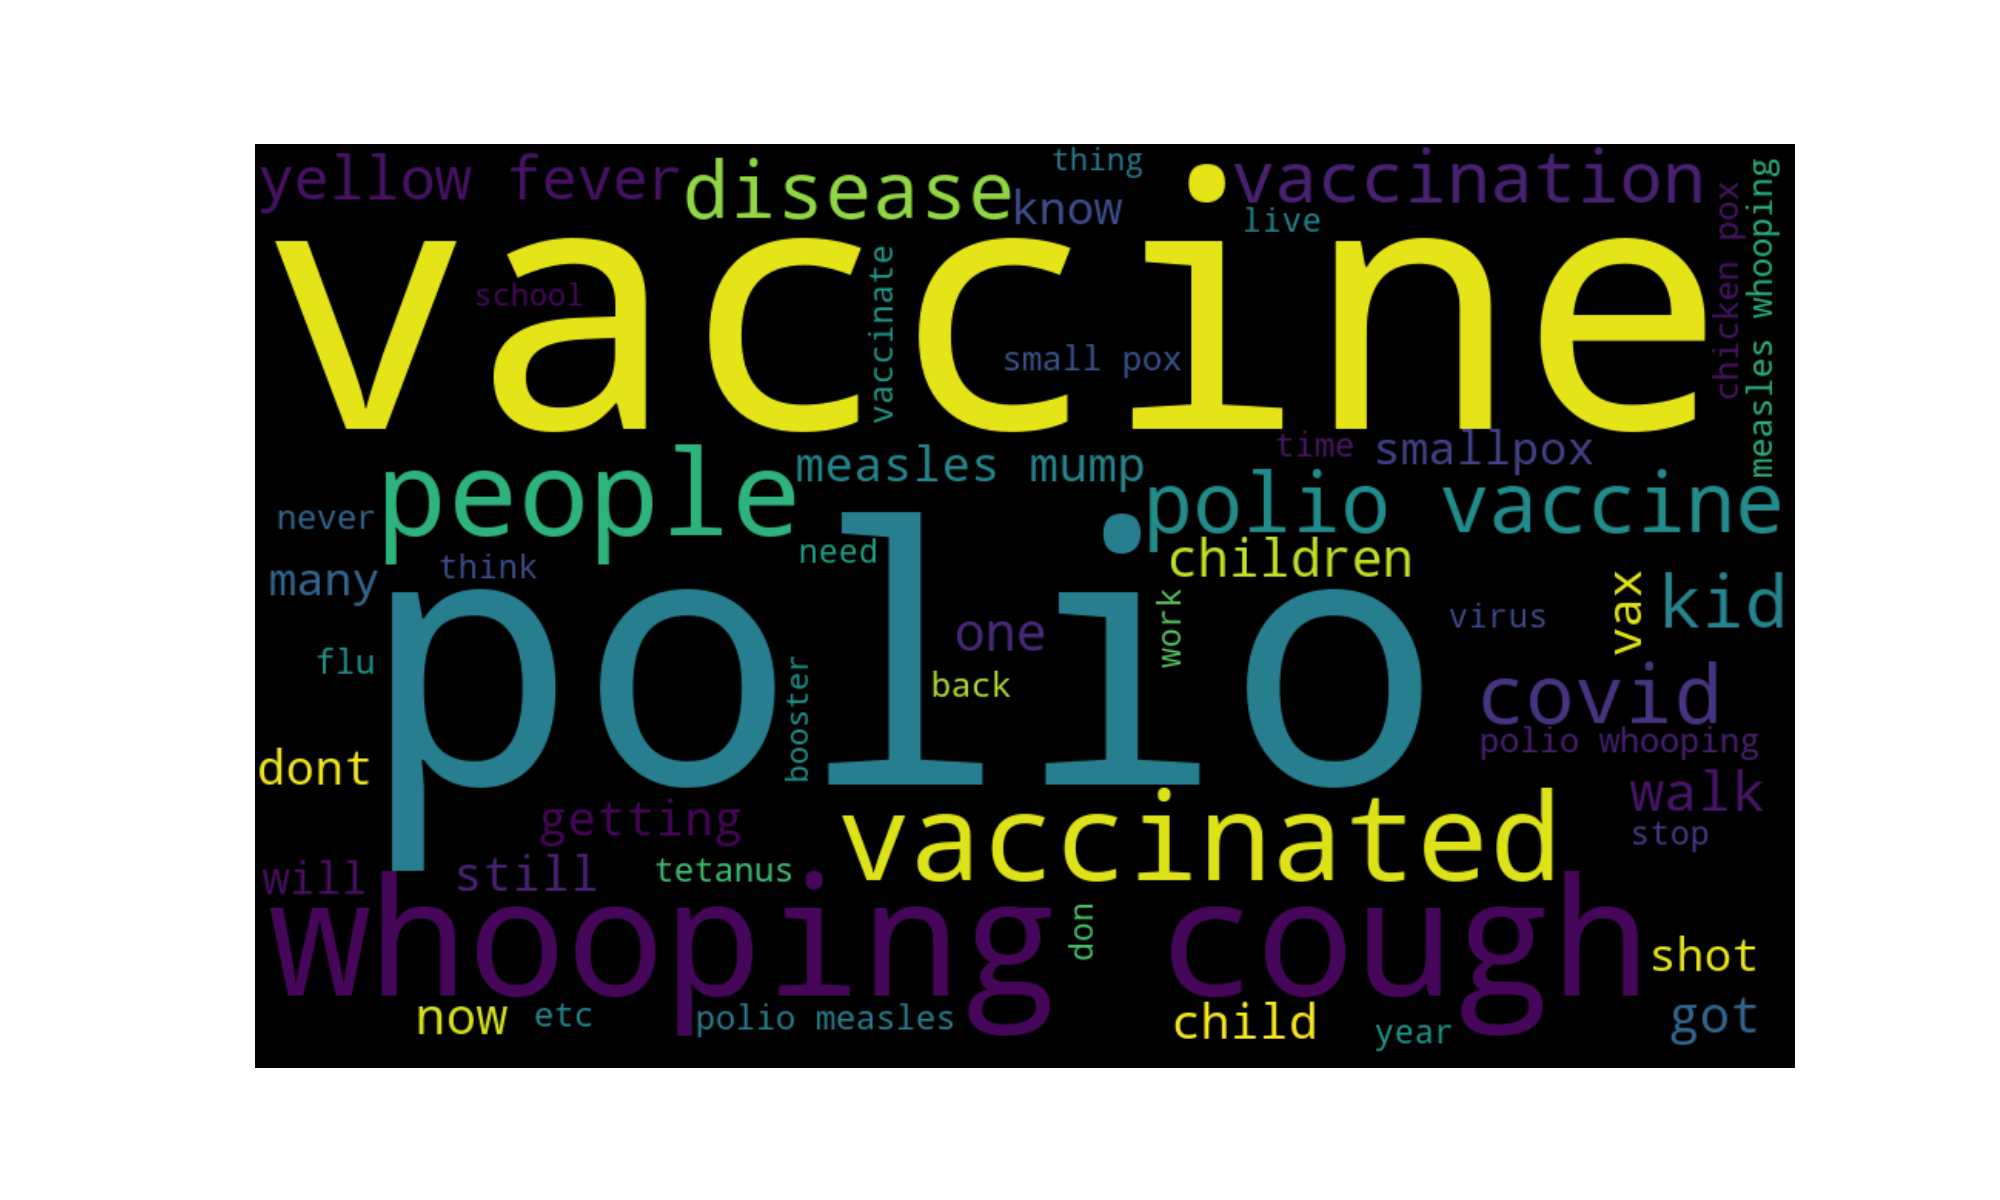 yellow fever
disease
thing
know
vaccination
live
chicken pox
measles whooping
vaccine
school
vaccinate
small pox
time
smallpox
people
measles mump
polio vaccine
never
need
children
many
think
polio
work
vax
kid
one
virus
flu
back
booster
covid
polio whooping
dont
walk
stop
getting
vaccinated
will
still
tetanus
whooping cough
don
shot
now
etc
polio measles
child
year
got